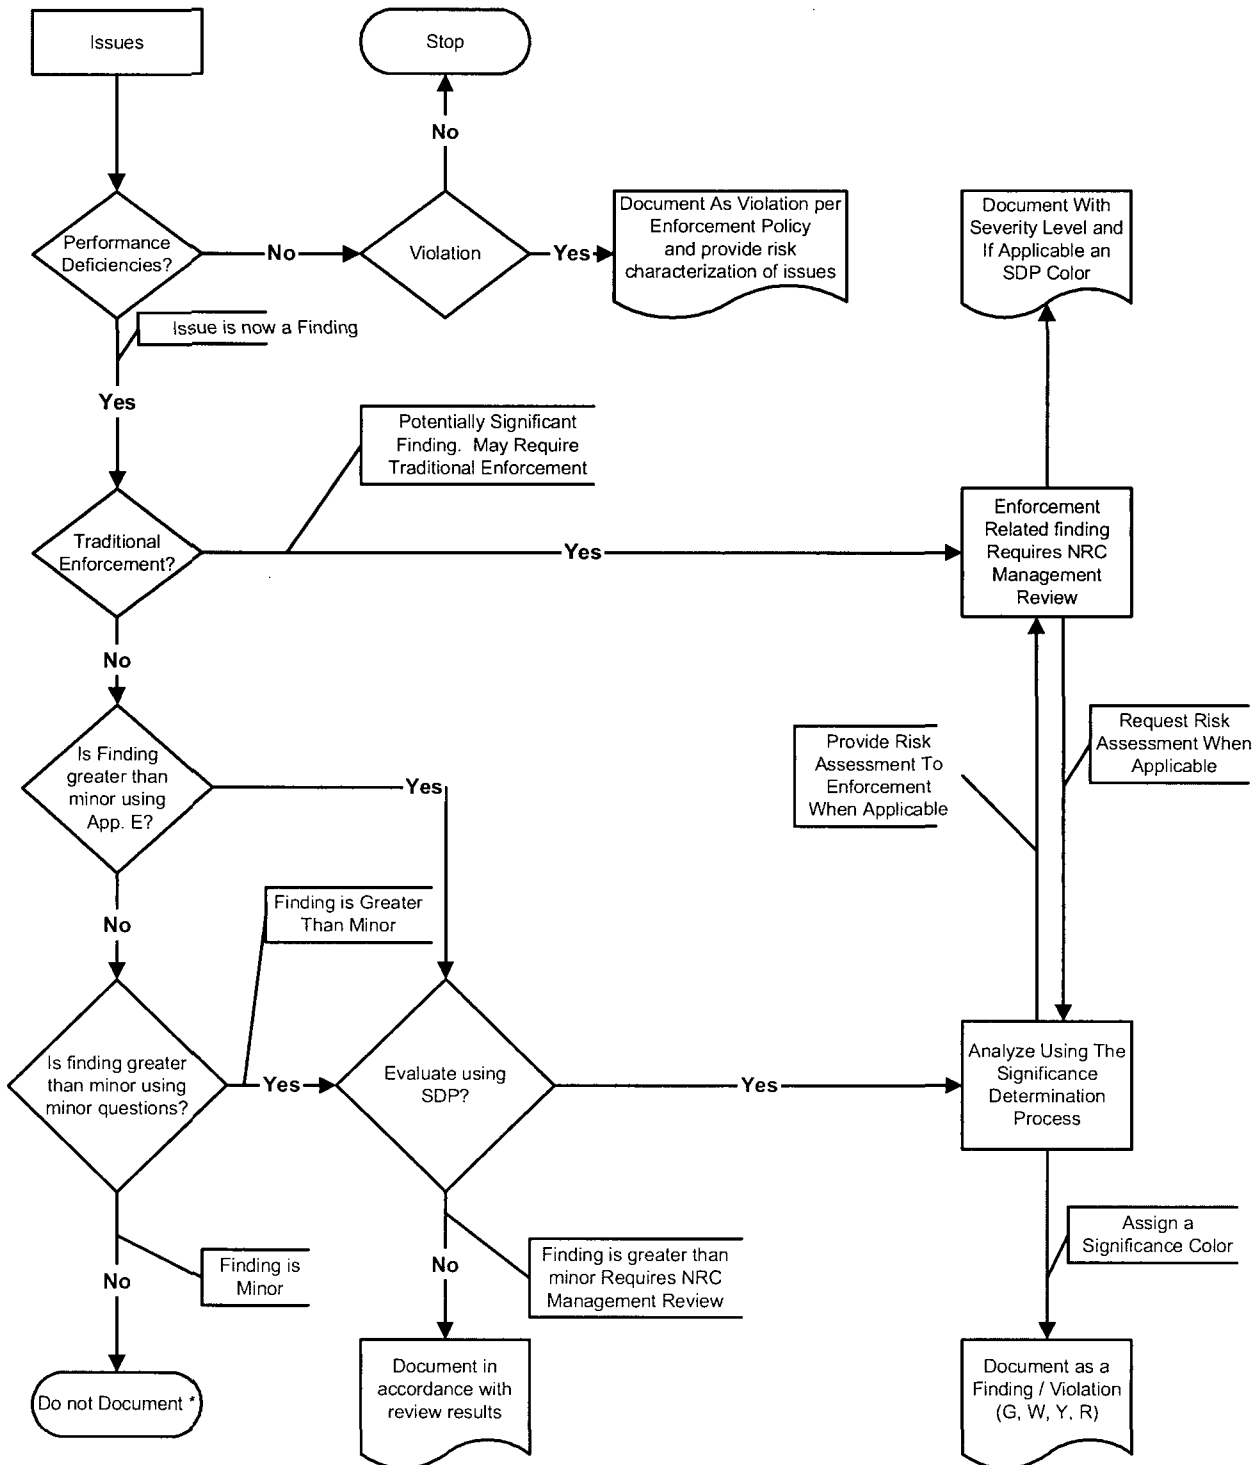 Issues
Stop
No
Performance
Deficiencies?
No
Violation
Yes
Document As Violation per
Enforcement Policy
and provide risk
characterization of issues
Document With
Severity Level and
If Applicable an
SDP Color
Issue is now a Finding
Yes
Potentially Significant
Finding. May Require
Traditional Enforcement
Traditional
Enforcement?
Yes
Enforcement
Related finding
Requires NRC
Management
Review
No
Is Finding
greater than
minor using
App. E?
Yes
Provide Risk
Assessment To
Enforcement
When Applicable
Request Risk
Assessment When
Applicable
No
Finding is Greater
Than Minor
Is finding greater
than minor using
minor questions?
Yes
Evaluate using
SDP?
Yes
Analyze Using The
Significance
Determination
Process
Finding is
Minor
No
No
Finding is greater than
minor Requires NRC
Management Review
Assign a
Significance Color
Do not Document *
Document in
accordance with
review results
Document as a
Finding / Violation
(G, W, Y, R)